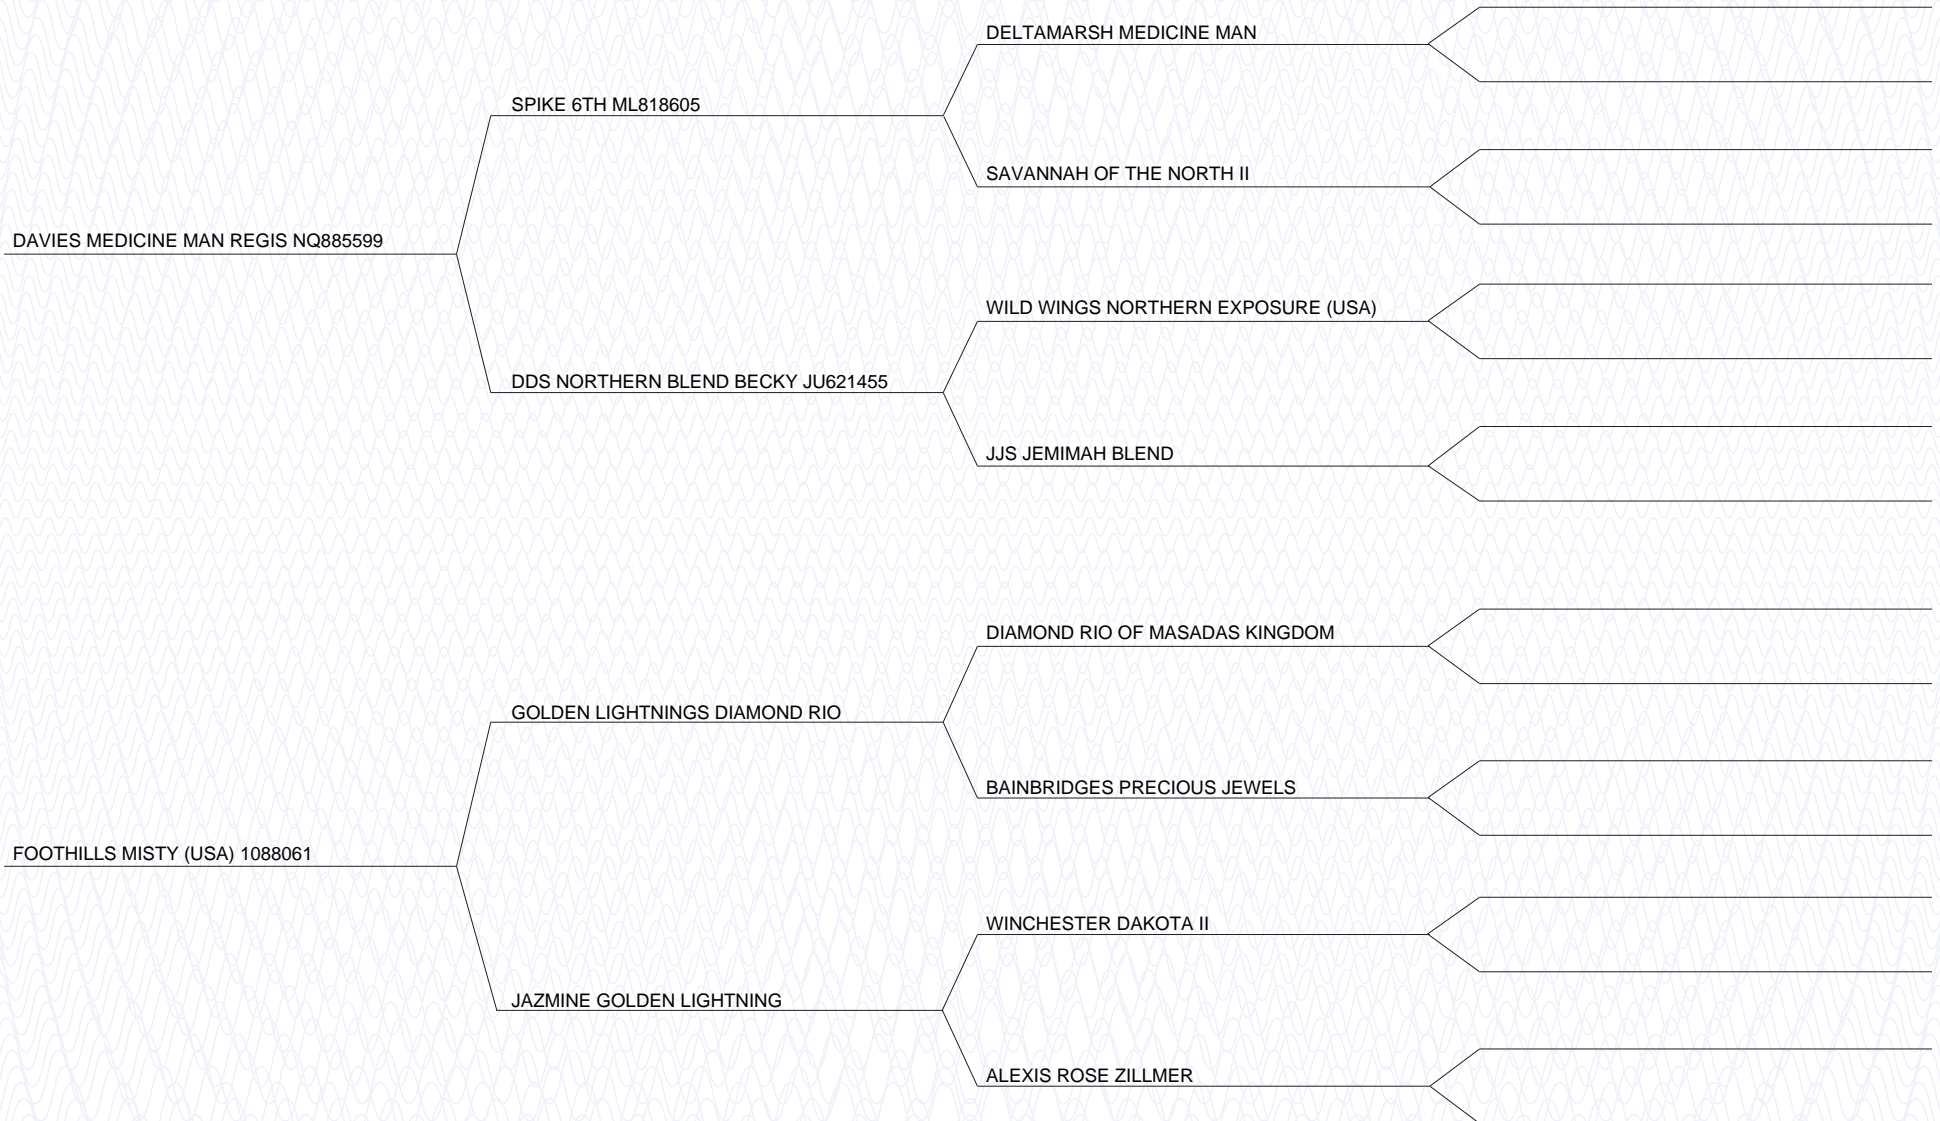 DELTAMARSH MEDICINE MAN
SPIKE 6TH ML818605
SAVANNAH OF THE NORTH II
DAVIES MEDICINE MAN REGIS NQ885599
WILD WINGS NORTHERN EXPOSURE (USA)
DDS NORTHERN BLEND BECKY JU621455
JJS JEMIMAH BLEND
DIAMOND RIO OF MASADAS KINGDOM
GOLDEN LIGHTNINGS DIAMOND RIO
BAINBRIDGES PRECIOUS JEWELS
FOOTHILLS MISTY (USA) 1088061
WINCHESTER DAKOTA II
JAZMINE GOLDEN LIGHTNING
ALEXIS ROSE ZILLMER